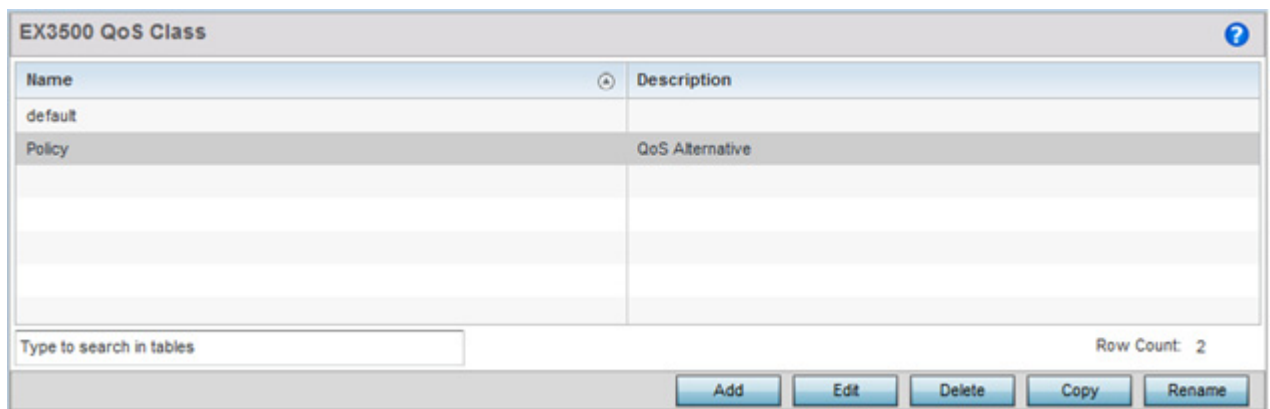 EX3500 QoS Class
?
Name Description
default
Policy QoS Alternative
Type to search in tables Row Count: 2
Add Edit Delete Copy Rename